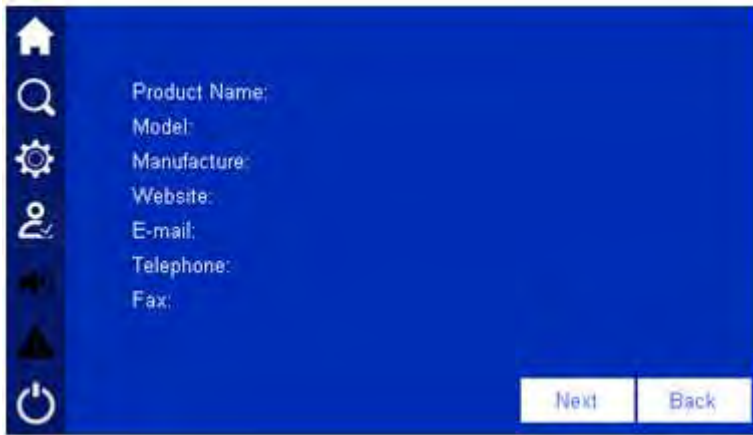 Product Name:
Model:
Manufacture:
Website:
E-mail:
Telephone:
Fax:
Next Back